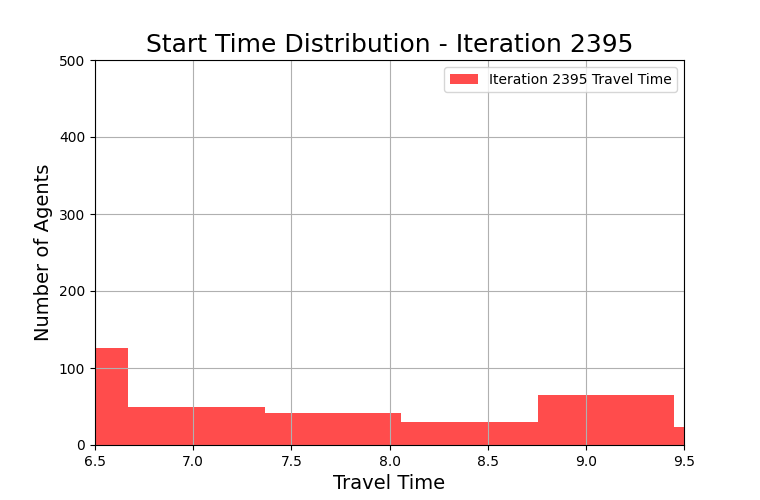 Start Time Distribution - Iteration 2395
500
400
300
200
100
0
Number of Agents
Iteration 2395 Travel Time
6.5 7.0 7.5 8.0 8.5 9.0 9.5
Travel Time